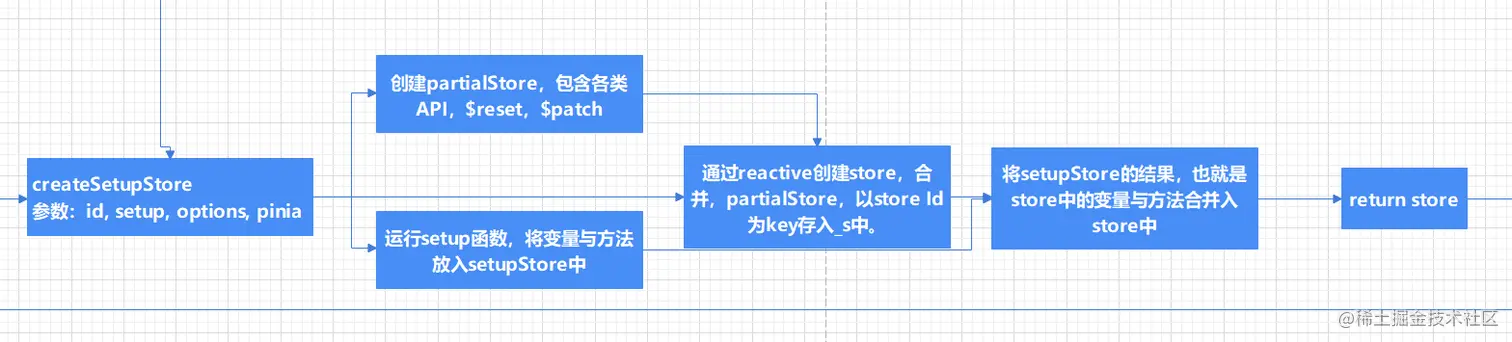 创建partialStore，包含各类
API，$reset，$patch
createSetupStore
参数：id, setup, options, pinia
运行setup函数，将变量与方法
放入setupStore中
通过reactive创建store，合
并，partialStore，以store Id
为key存入_s中。
将setupStore的结果，也就是
store中的变量与方法合并入
store中
return store
@稀土掘金技术社区